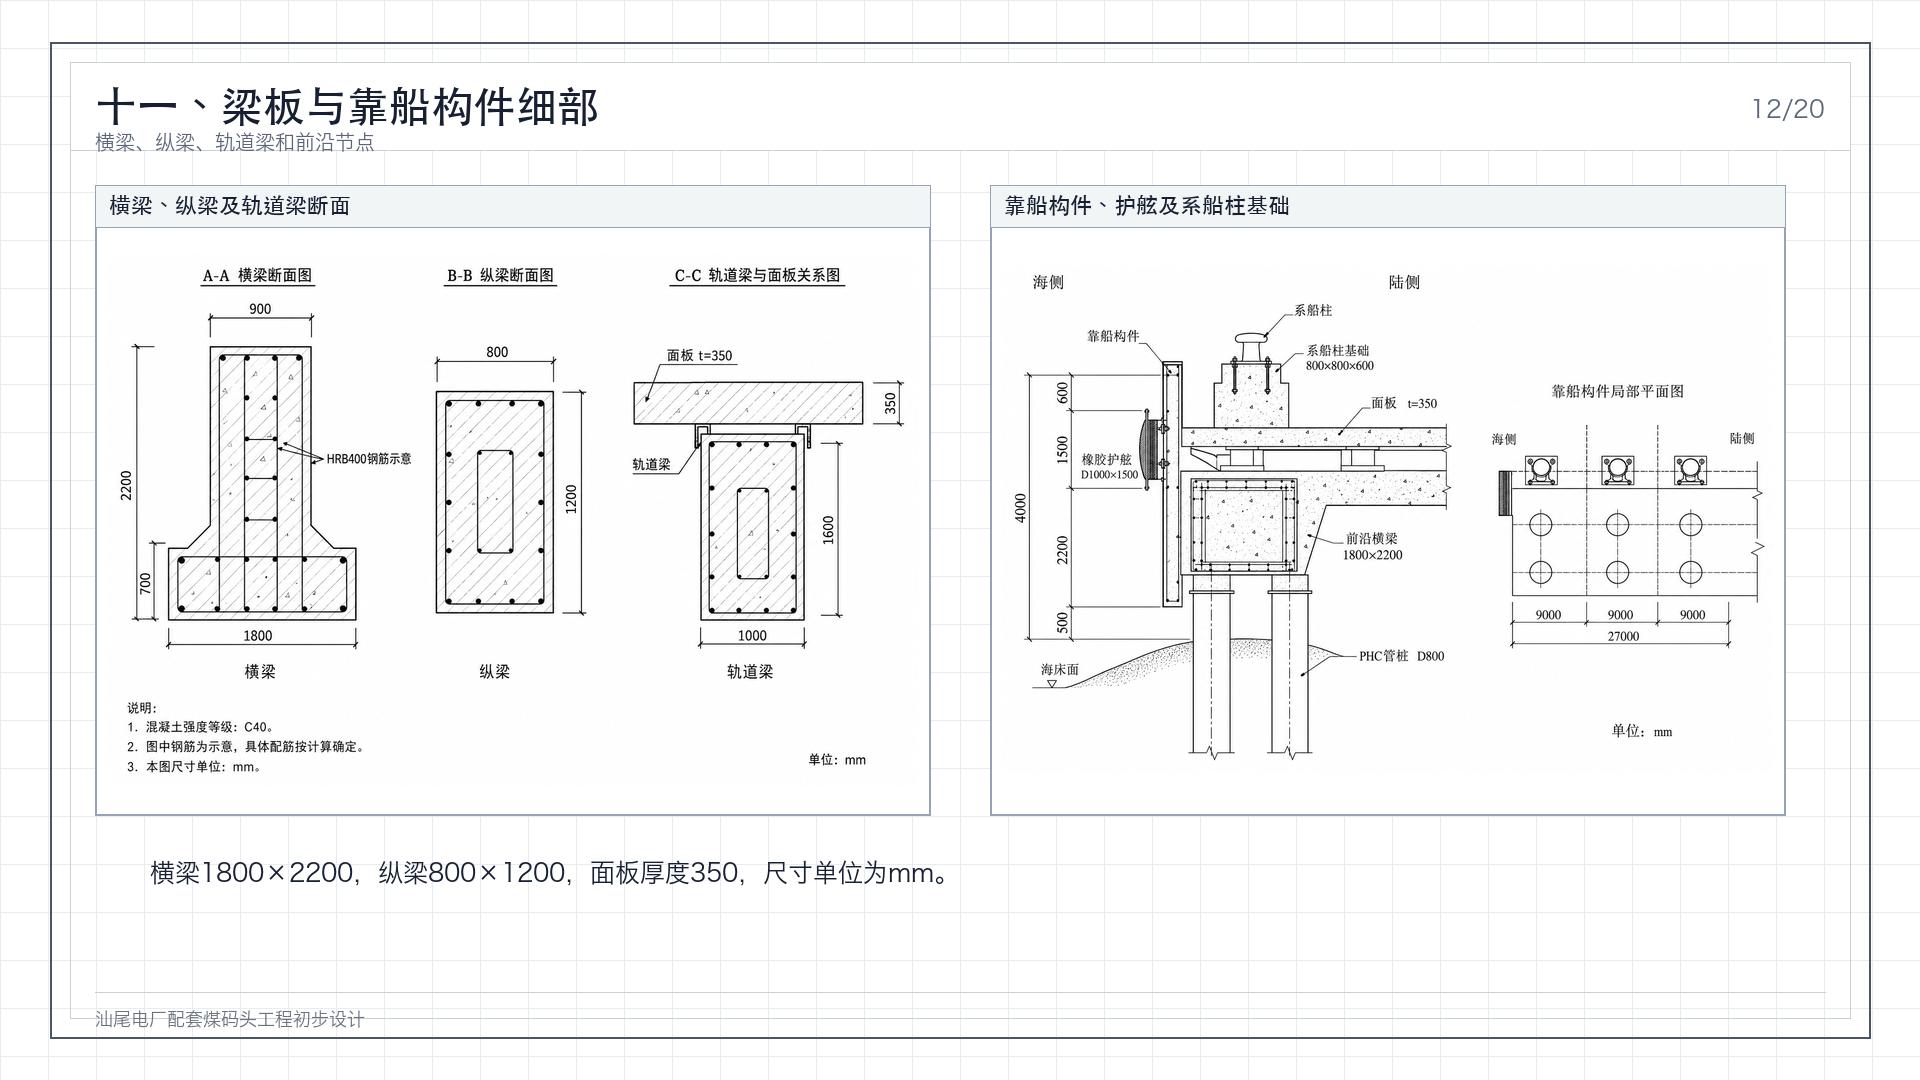 十一、梁板与靠船构件细部
横梁、纵梁、轨道梁和前沿节点
12/20
横梁、纵梁及轨道梁断面
A-A 横梁断面图
B-B 纵梁断面图
C-C 轨道梁与面板关系图
900
800
面板 t=350
350
轨道梁
HRB400钢筋示意
2200
1200
1600
700
1800
1000
横梁
纵梁
轨道梁
说明:
1. 混凝土强度等级: C40。
2. 图中钢筋为示意, 具体配筋按计算确定。
3. 本图尺寸单位: mm。
单位: mm
靠船构件、护舷及系船柱基础
海侧
陆侧
系船柱
靠船构件
系船柱基础
800×800×600
600
面板 t=350
1500
橡胶护舷
D1000×1500
4000
2200
前沿横梁
1800×2200
500
海床面
PHC管桩 D800
靠船构件局部平面图
海侧
陆侧
9000
9000
9000
27000
单位: mm
横梁1800×2200，纵梁800×1200，面板厚度350，尺寸单位为mm。
汕尾电厂配套煤码头工程初步设计